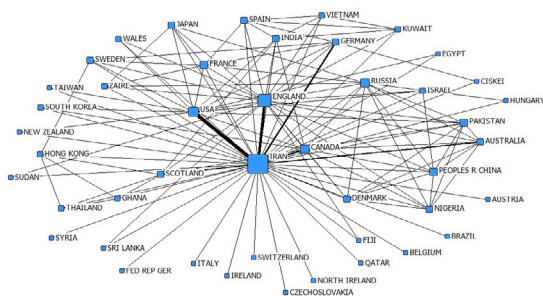 SPAIN
VIETNAM
JAPAN
KUWAIT
WALES
INDIA
GERMANY
EGYPT
SWEDEN
FRANCE
RUSSIA
CISKEI
TAIWAN
ZAIRE
ISRAEL
ENGLAND
HUNGARY
SOUTH KOREA
USA
PAKISTAN
NEW ZEALAND
AUSTRALIA
CANADA
HONG KONG
IRAN
SUDAN
SCOTLAND
PEOPLES R CHINA
GHANA
DENMARK
AUSTRIA
THAILAND
NIGERIA
SYRIA
FIJI
BRAZIL
SRI LANKA
BELGIUM
SWITZERLAND
ITALY
QATAR
FED REP GER
IRELAND
NORTH IRELAND
CZECHOSLOVAKIA